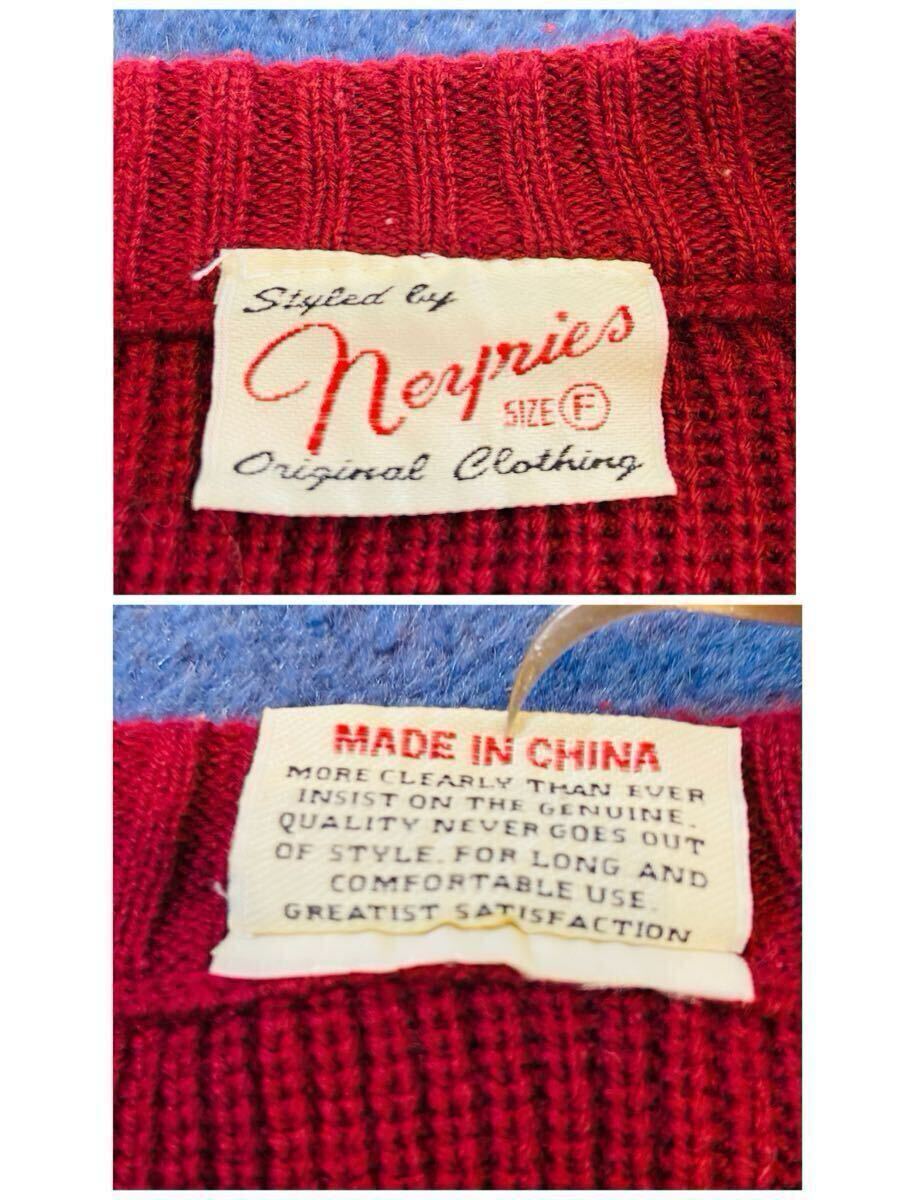 Styled by
Nerpries
SIZE F
Original Clothing
MADE IN CHINA
MORE CLEARLY THAN EVER
INSIST ON THE GENUINE.
QUALITY NEVER GOES OUT
OF STYLE. FOR LONG AND
COMFORTABLE USE.
GREATIST SATISFACTION